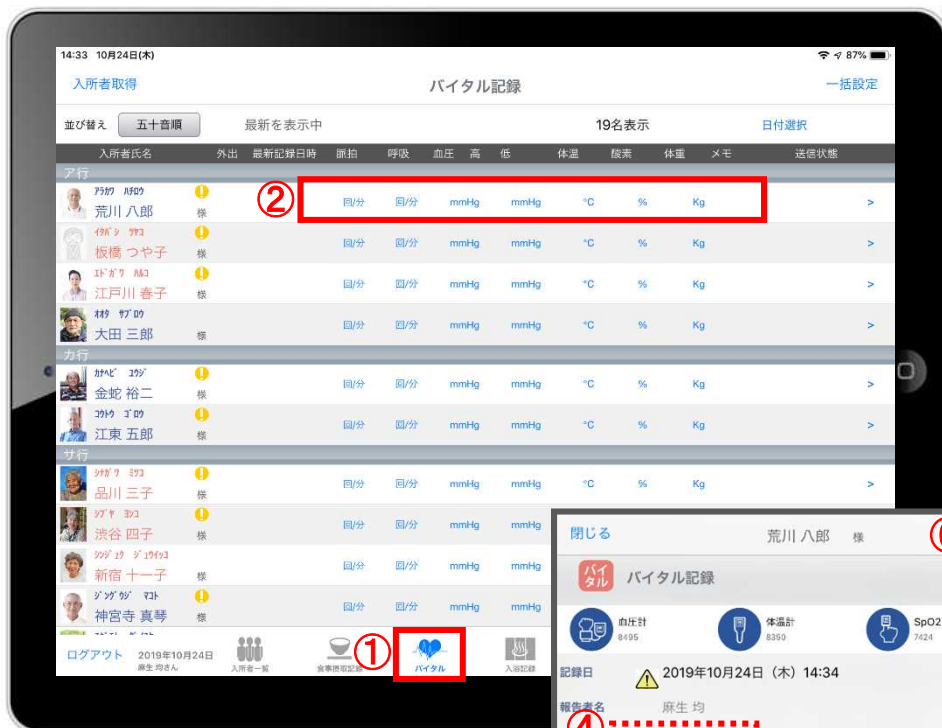 14:33 10月24日(木) 87%
入所者取得 バイタル記録 一括設定
並び替え 五十音順 最新を表示中 19名表示 日付選択
入所者氏名 外出 最新記録日時 脈拍 呼吸 血圧 高 低 体温 酸素 体重 メモ 送信状態
ア行
アラカワ ハチロウ
荒川 八郎 様 ② 回/分 回/分 mmHg mmHg °C % Kg >
イタバシ ツヤコ
板橋 つや子 様 回/分 回/分 mmHg mmHg °C % Kg >
エドガワ ハルコ
江戸川 春子 様 回/分 回/分 mmHg mmHg °C % Kg >
オオタ サブロウ
大田 三郎 様 回/分 回/分 mmHg mmHg °C % Kg >
カ行
カナヘビ ユウジ
金蛇 裕二 様 回/分 回/分 mmHg mmHg °C % Kg >
コウトウ ゴロウ
江東 五郎 様 回/分 回/分 mmHg mmHg °C % Kg >
サ行
シナガワ ミツコ
品川 三子 様 回/分 回/分 mmHg mmHg °C % Kg >
シブヤ ヨツコ
渋谷 四子 様 回/分 回/分 mmHg mmHg
シンジュク ジュウイツコ
新宿 十一子 様 回/分 回/分 mmHg mmHg
ジングウジ マコト
神宮寺 真琴 様 回/分 回/分 mmHg mmHg
ログアウト 2019年10月24日
麻生 均さん
入所者一覧 食事摂取記録 ① バイタル 入浴記録
閉じる 荒川 八郎 様
バイタル バイタル記録
血圧計 8495 体温計 8350 SpO2 7424
記録日 2019年10月24日（木）14:34
報告者名 麻生 均
④